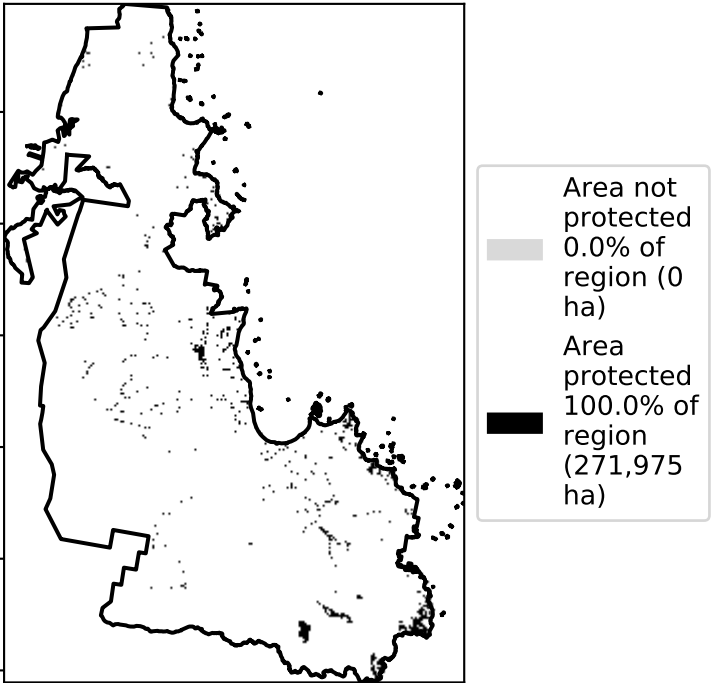 Area not
protected
0.0% of
region (0
ha)
Area
protected
100.0% of
region
(271,975
ha)